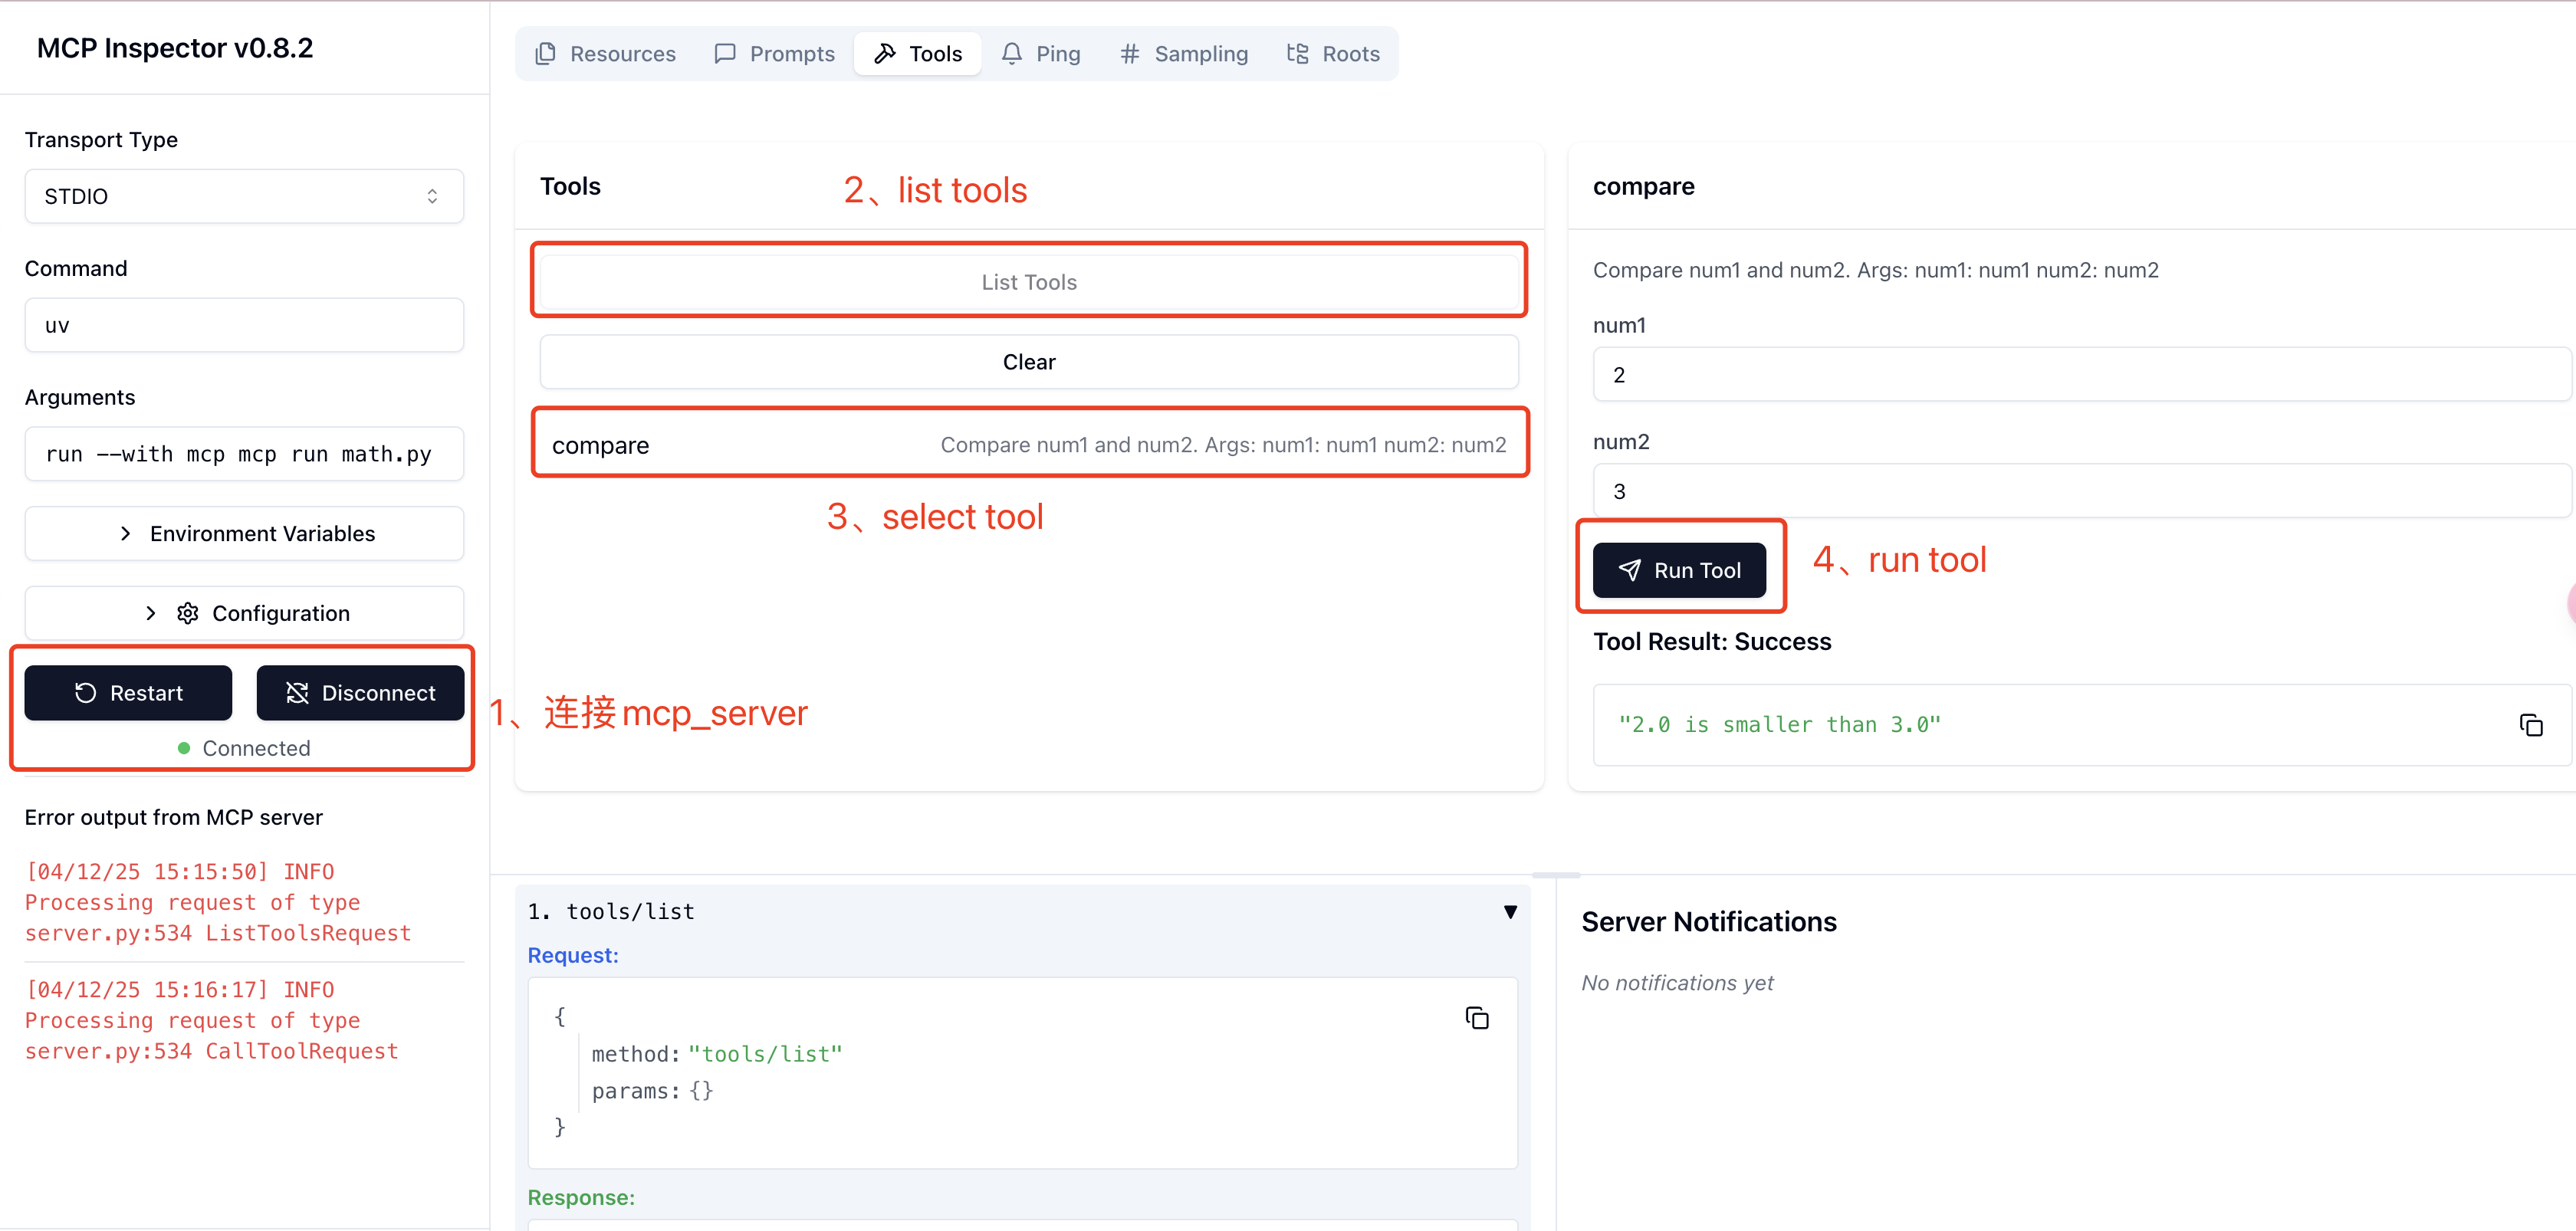 MCP Inspector v0.8.2
Transport Type
STDIO
Command
uv
Arguments
run --with mcp mcp run math.py
Environment Variables
Configuration
Restart
Disconnect
Connected
1、连接mcp_server
Error output from MCP server
[04/12/25 15:15:50] INFO
Processing request of type
server.py:534 ListToolsRequest
[04/12/25 15:16:17] INFO
Processing request of type
server.py:534 CallToolRequest
Resources
Prompts
Tools
Ping
Sampling
Roots
Tools
2、list tools
List Tools
Clear
compare
Compare num1 and num2. Args: num1: num1 num2: num2
3、select tool
compare
Compare num1 and num2. Args: num1: num1 num2: num2
num1
2
num2
3
Run Tool
4、run tool
Tool Result: Success
"2.0 is smaller than 3.0"
1. tools/list
Request:
{
method: "tools/list"
params: {}
}
Response:
Server Notifications
No notifications yet